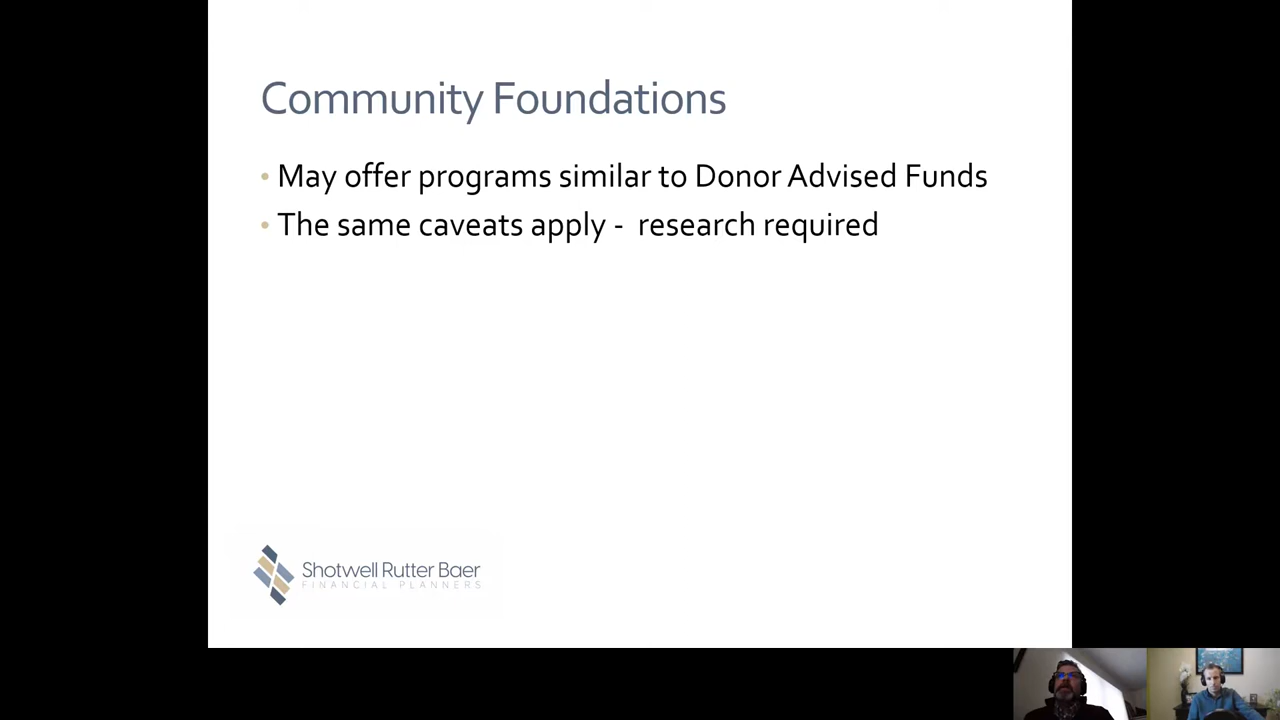 Community Foundations
• May offer programs similar to Donor Advised Funds
• The same caveats apply -  research required
Shotwell Rutter Baer
FINANCIAL PLANNERS